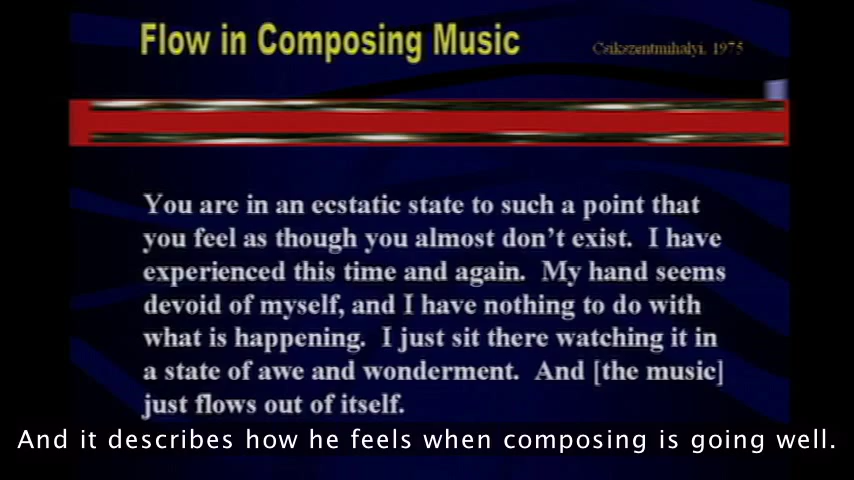 Flow in Composing Music
Csikszentmihalyi, 1975
You are in an ecstatic state to such a point that
you feel as though you almost don't exist.  I have
experienced this time and again.  My hand seems
devoid of myself, and I have nothing to do with
what is happening.  I just sit there watching it in
a state of awe and wonderment.  And [the music]
just flows out of itself.
And it describes how he feels when composing is going well.